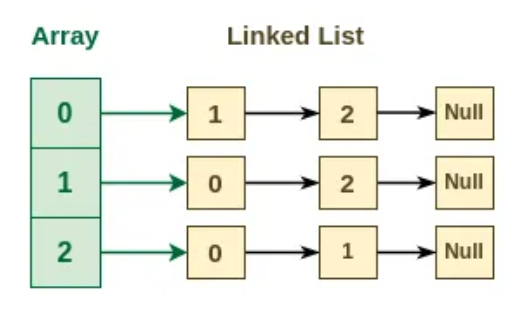 Array Linked List
0 1 2 Null
1 0 2 Null
2 0 1 Null